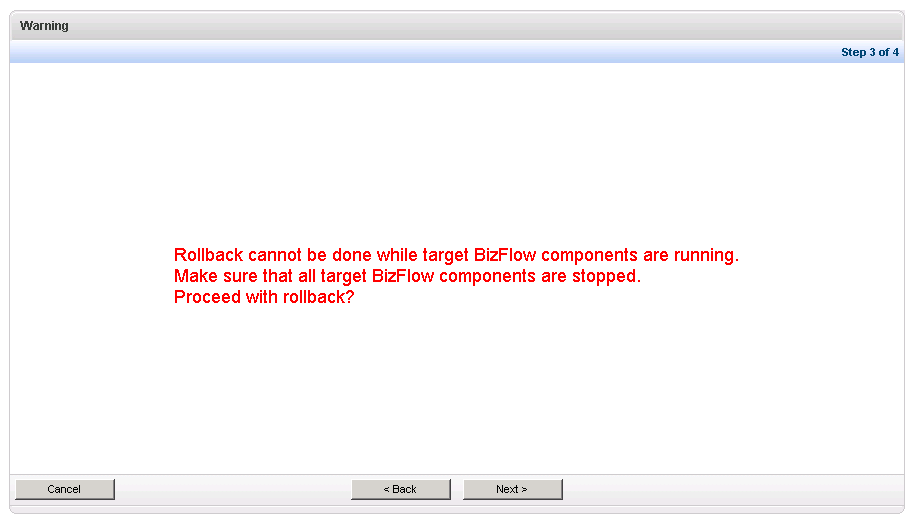 Warning
Step 3 of 4
Rollback cannot be done while target BizFlow components are running.
Make sure that all target BizFlow components are stopped.
Proceed with rollback?
Cancel
< Back
Next >